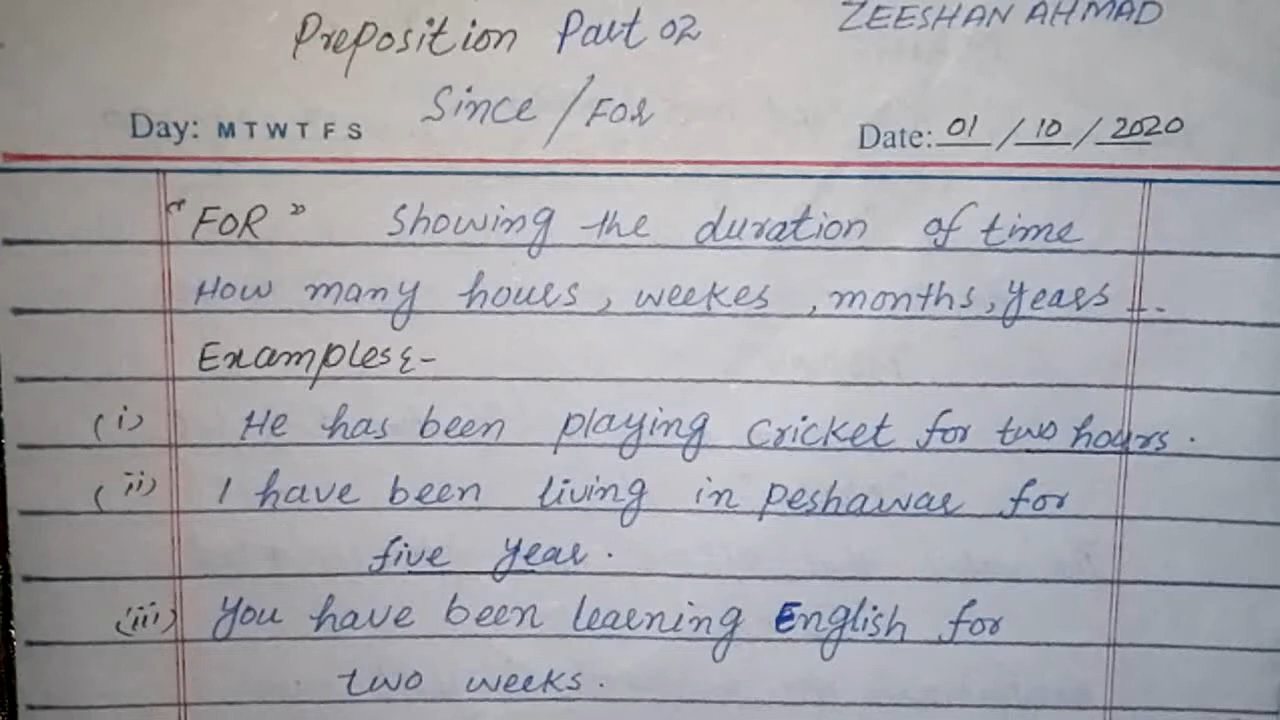 Preposition Part 02
ZEESHAN AHMAD
Since / For
Day: M T W T F S
Date: 01 / 10 / 2020
"FOR" Showing the duration of time
How many hours, weekes, months, years ...
Examples:-
(i) He has been playing cricket for two hours.
(ii) I have been living in Peshawar for
five year.
(iii) You have been learning English for
two weeks.